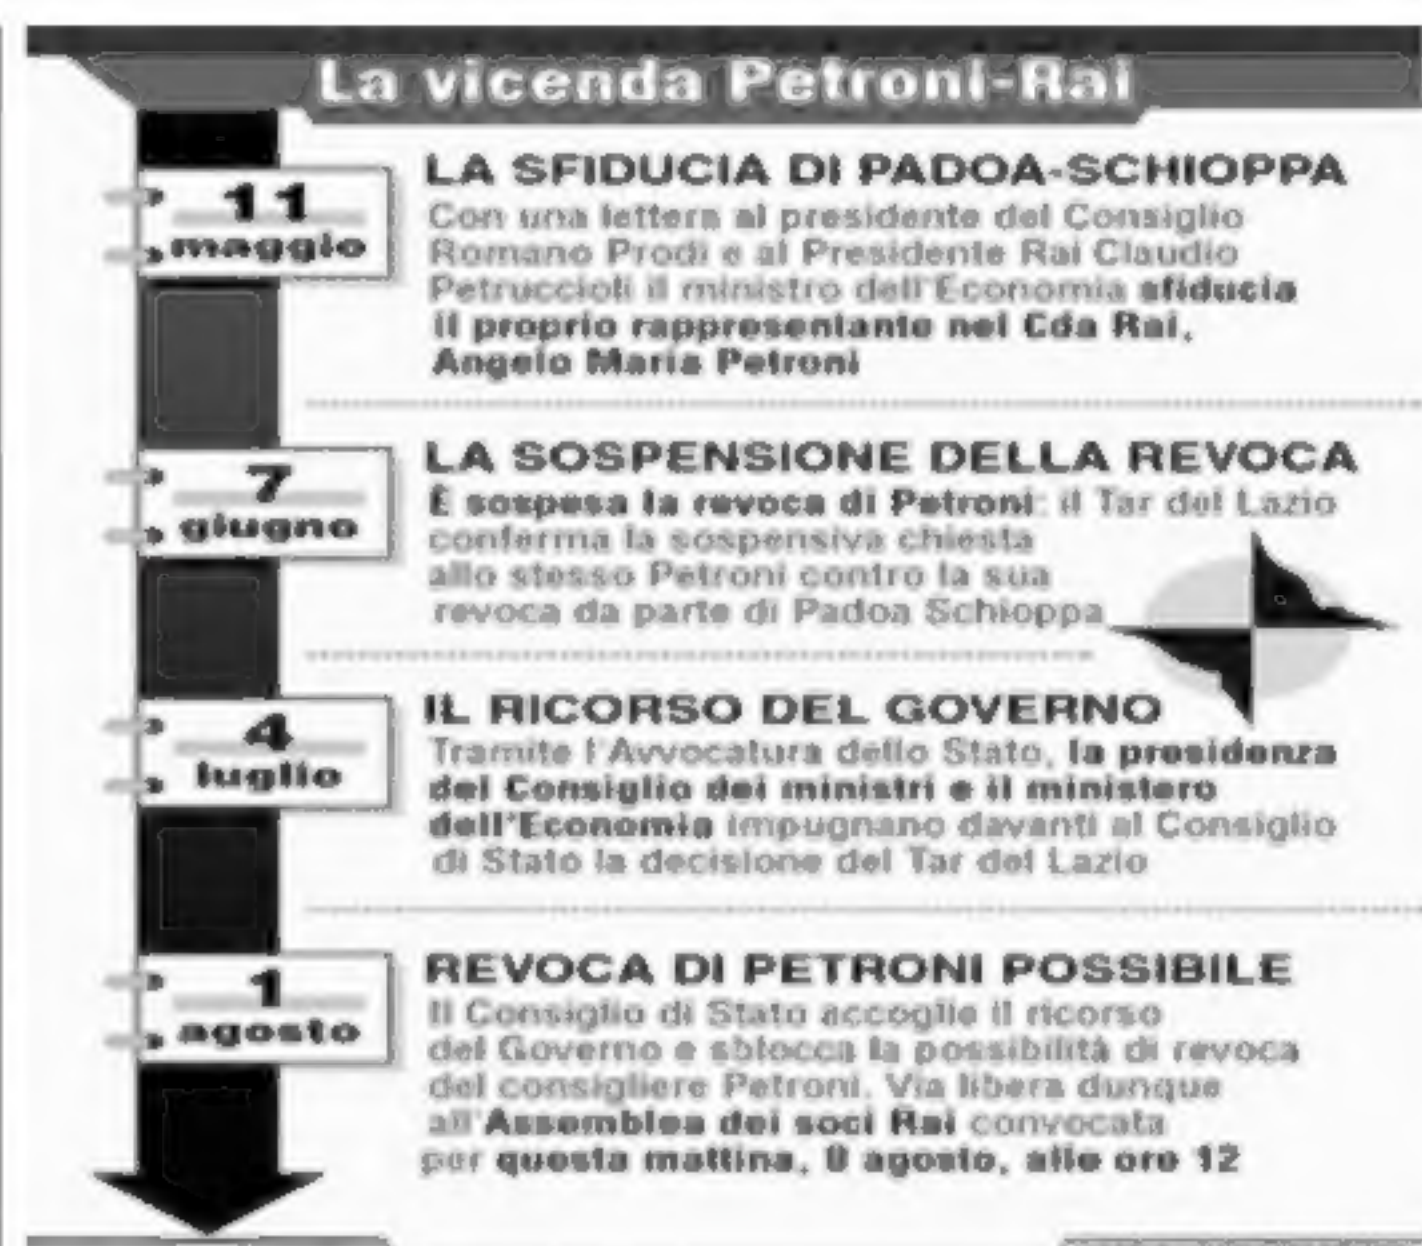 La vicenda Petroni-Rai
11
maggio
LA SFIDUCIA DI PADOA-SCHIOPPA
Con una lettera al presidente del Consiglio
Romano Prodi e al Presidente Rai Claudio
Petruccioli il ministro dell'Economia sfiducia
il proprio rappresentante nel Cda Rai,
Angelo Maria Petroni
7
giugno
LA SOSPENSIONE DELLA REVOCA
È sospesa la revoca di Petroni: il Tar del Lazio
conferma la sospensiva chiesta
allo stesso Petroni contro la sua
revoca da parte di Padoa Schioppa
4
luglio
IL RICORSO DEL GOVERNO
Tramite l'Avvocatura dello Stato, la presidenza
del Consiglio dei ministri e il ministero
dell'Economia impugnano davanti al Consiglio
di Stato la decisione del Tar del Lazio
1
agosto
REVOCA DI PETRONI POSSIBILE
Il Consiglio di Stato accoglie il ricorso
del Governo e sblocca la possibilità di revoca
del consigliere Petroni. Via libera dunque
all'Assemblea dei soci Rai convocata
per questa mattina, agosto, alle ore 12